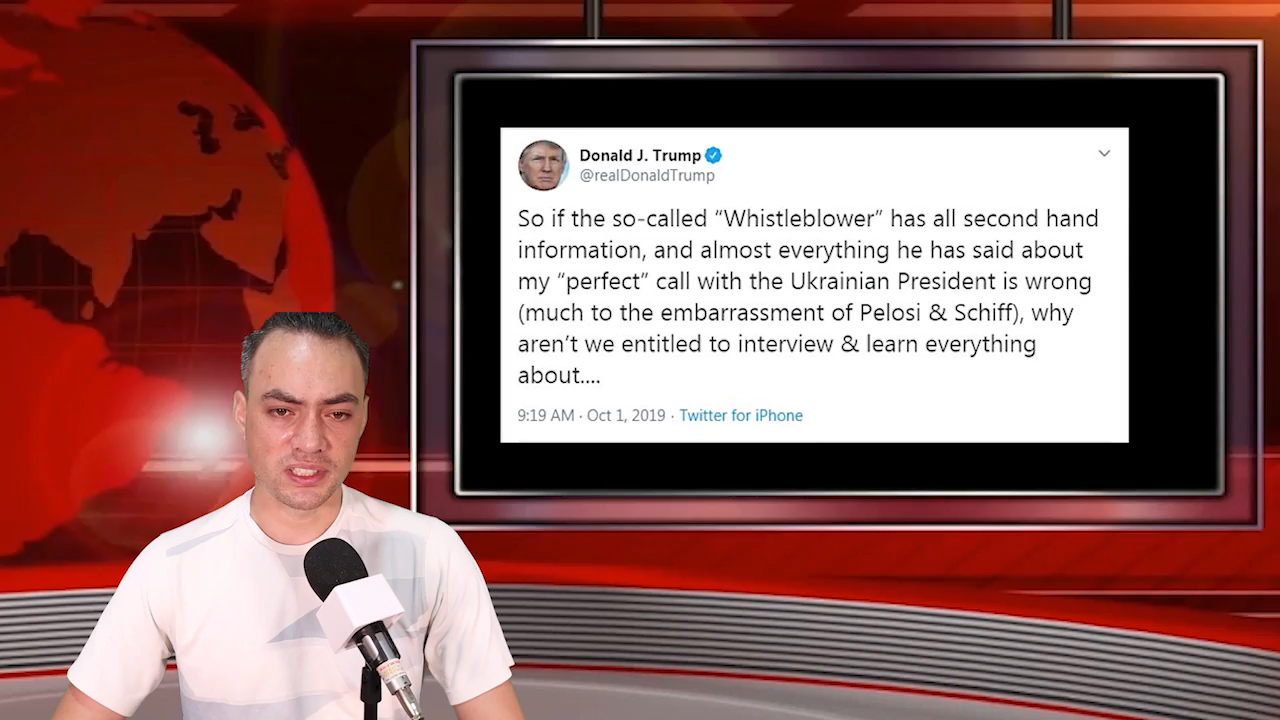 Donald J. Trump
@realDonaldTrump
So if the so-called “Whistleblower” has all second hand
information, and almost everything he has said about
my “perfect” call with the Ukrainian President is wrong
(much to the embarrassment of Pelosi & Schiff), why
aren’t we entitled to interview & learn everything
about....
9:19 AM · Oct 1, 2019 · Twitter for iPhone